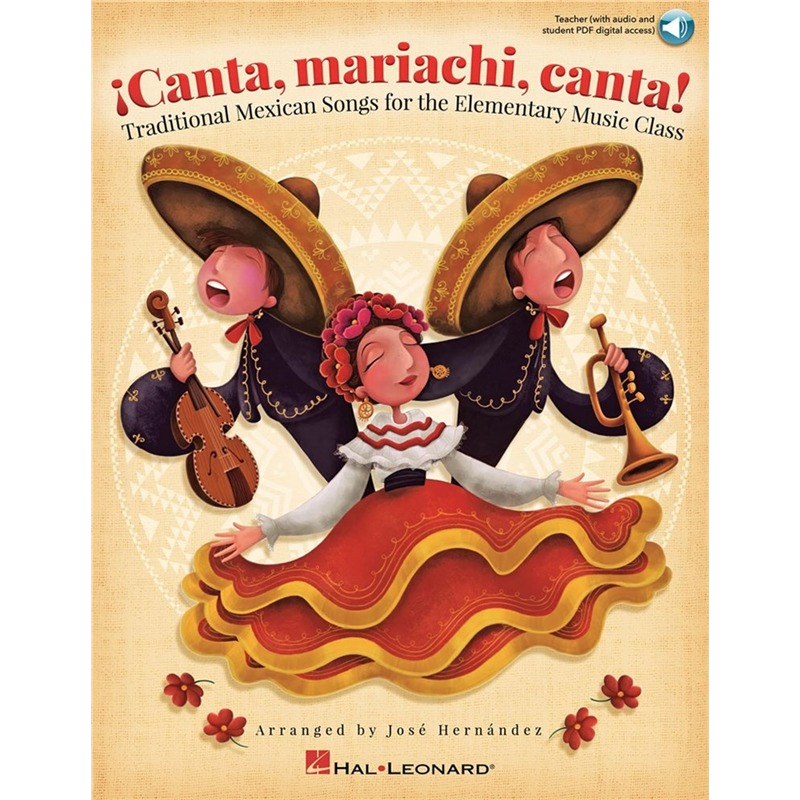 Teacher (with audio and
student PDF digital access)
¡Canta, mariachi, canta!
Traditional Mexican Songs for the Elementary Music Class
Arranged by José Hernández
HAL•LEONARD®